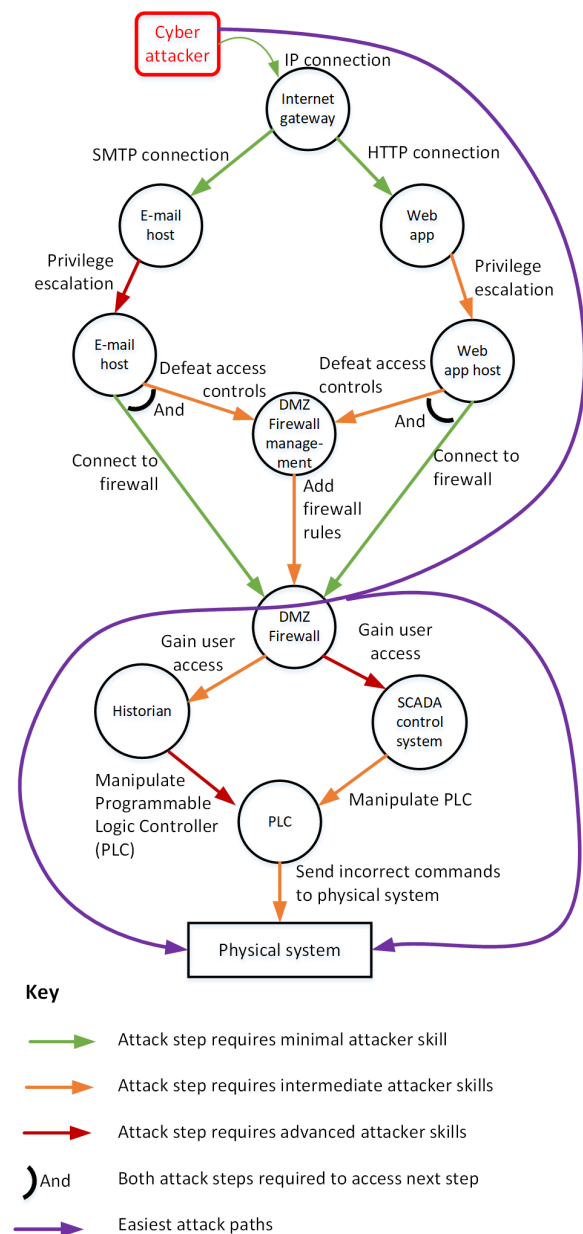 Cyber
attacker
IP connection
Internet
gateway
SMTP connection
HTTP connection
E-mail
host
Web
app
Privilege
escalation
Privilege
escalation
E-mail
host
Web
app host
Defeat access
controls
Defeat access
controls
And
And
DMZ
Firewall
manage-
ment
Connect to
firewall
Connect to
firewall
Add
firewall
rules
DMZ
Firewall
Gain user
access
Gain user
access
Historian
SCADA
control
system
Manipulate
Programmable
Logic Controller
(PLC)
Manipulate PLC
PLC
Send incorrect commands
to physical system
Physical system
Key
Attack step requires minimal attacker skill
Attack step requires intermediate attacker skills
Attack step requires advanced attacker skills
And
Both attack steps required to access next step
Easiest attack paths